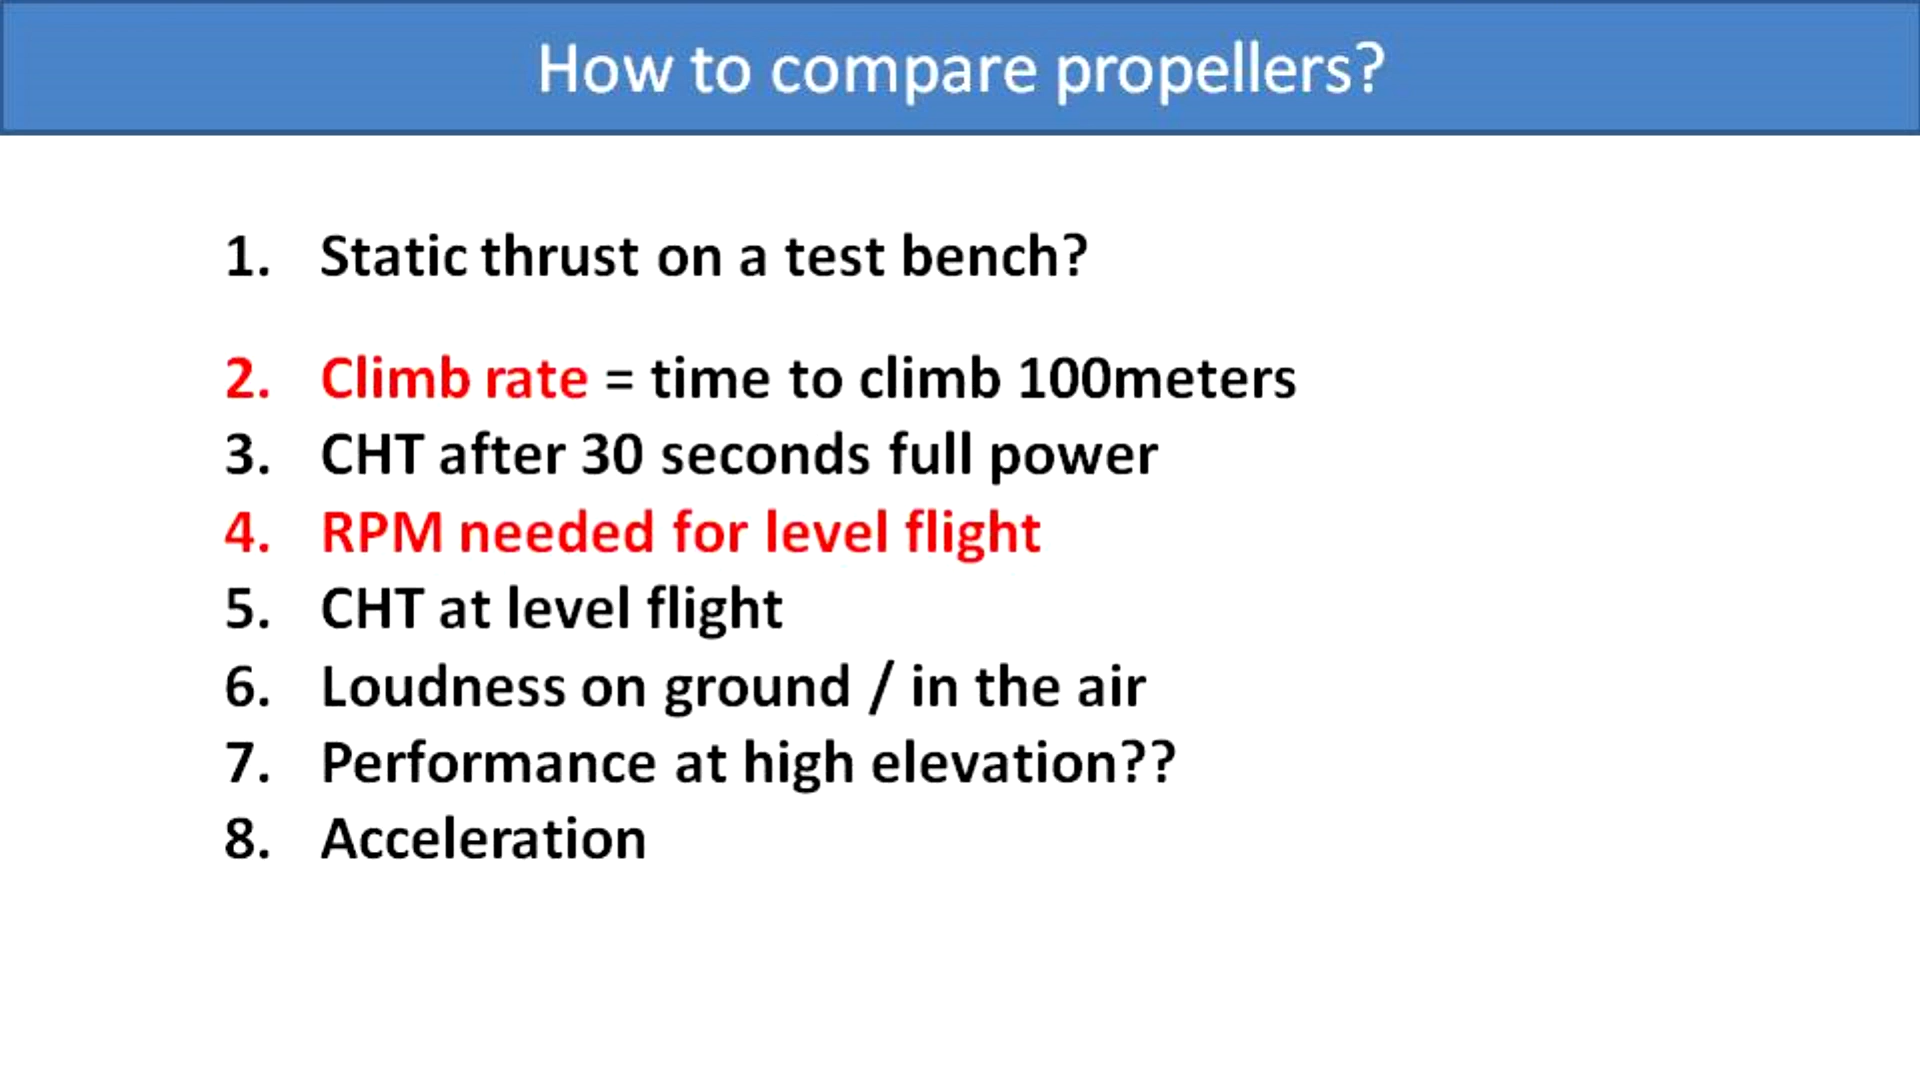 How to compare propellers?
1. Static thrust on a test bench?
2. Climb rate = time to climb 100meters
3. CHT after 30 seconds full power
4. RPM needed for level flight
5. CHT at level flight
6. Loudness on ground / in the air
7. Performance at high elevation??
8. Acceleration